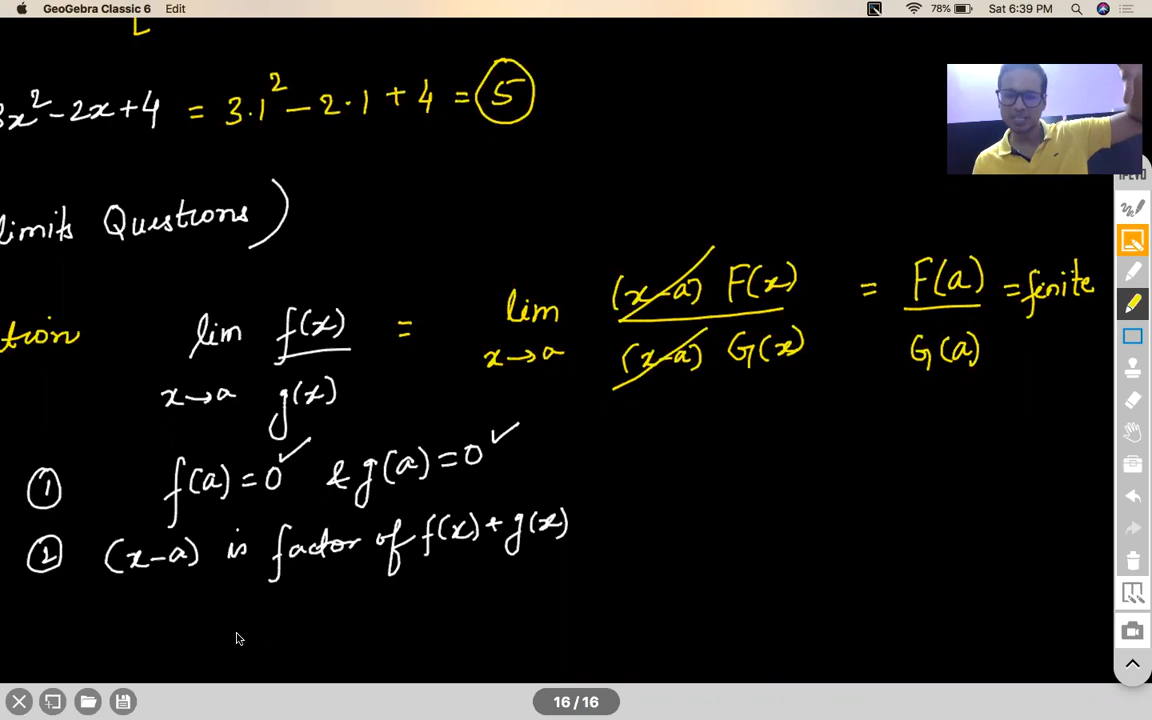 GeoGebra Classic 6 Edit 78% Sat 6:39 PM
3x² - 2x + 4 = 3·1² - 2·1 + 4 = 5
limits Questions)
tion lim x→a f(x)/g(x) = lim x→a (x-a) F(x)/(x-a) G(x) = F(a)/G(a) = finite
① f(a) = 0 ✓ & g(a) = 0 ✓
② (x-a) is factor of f(x) + g(x)
16 / 16